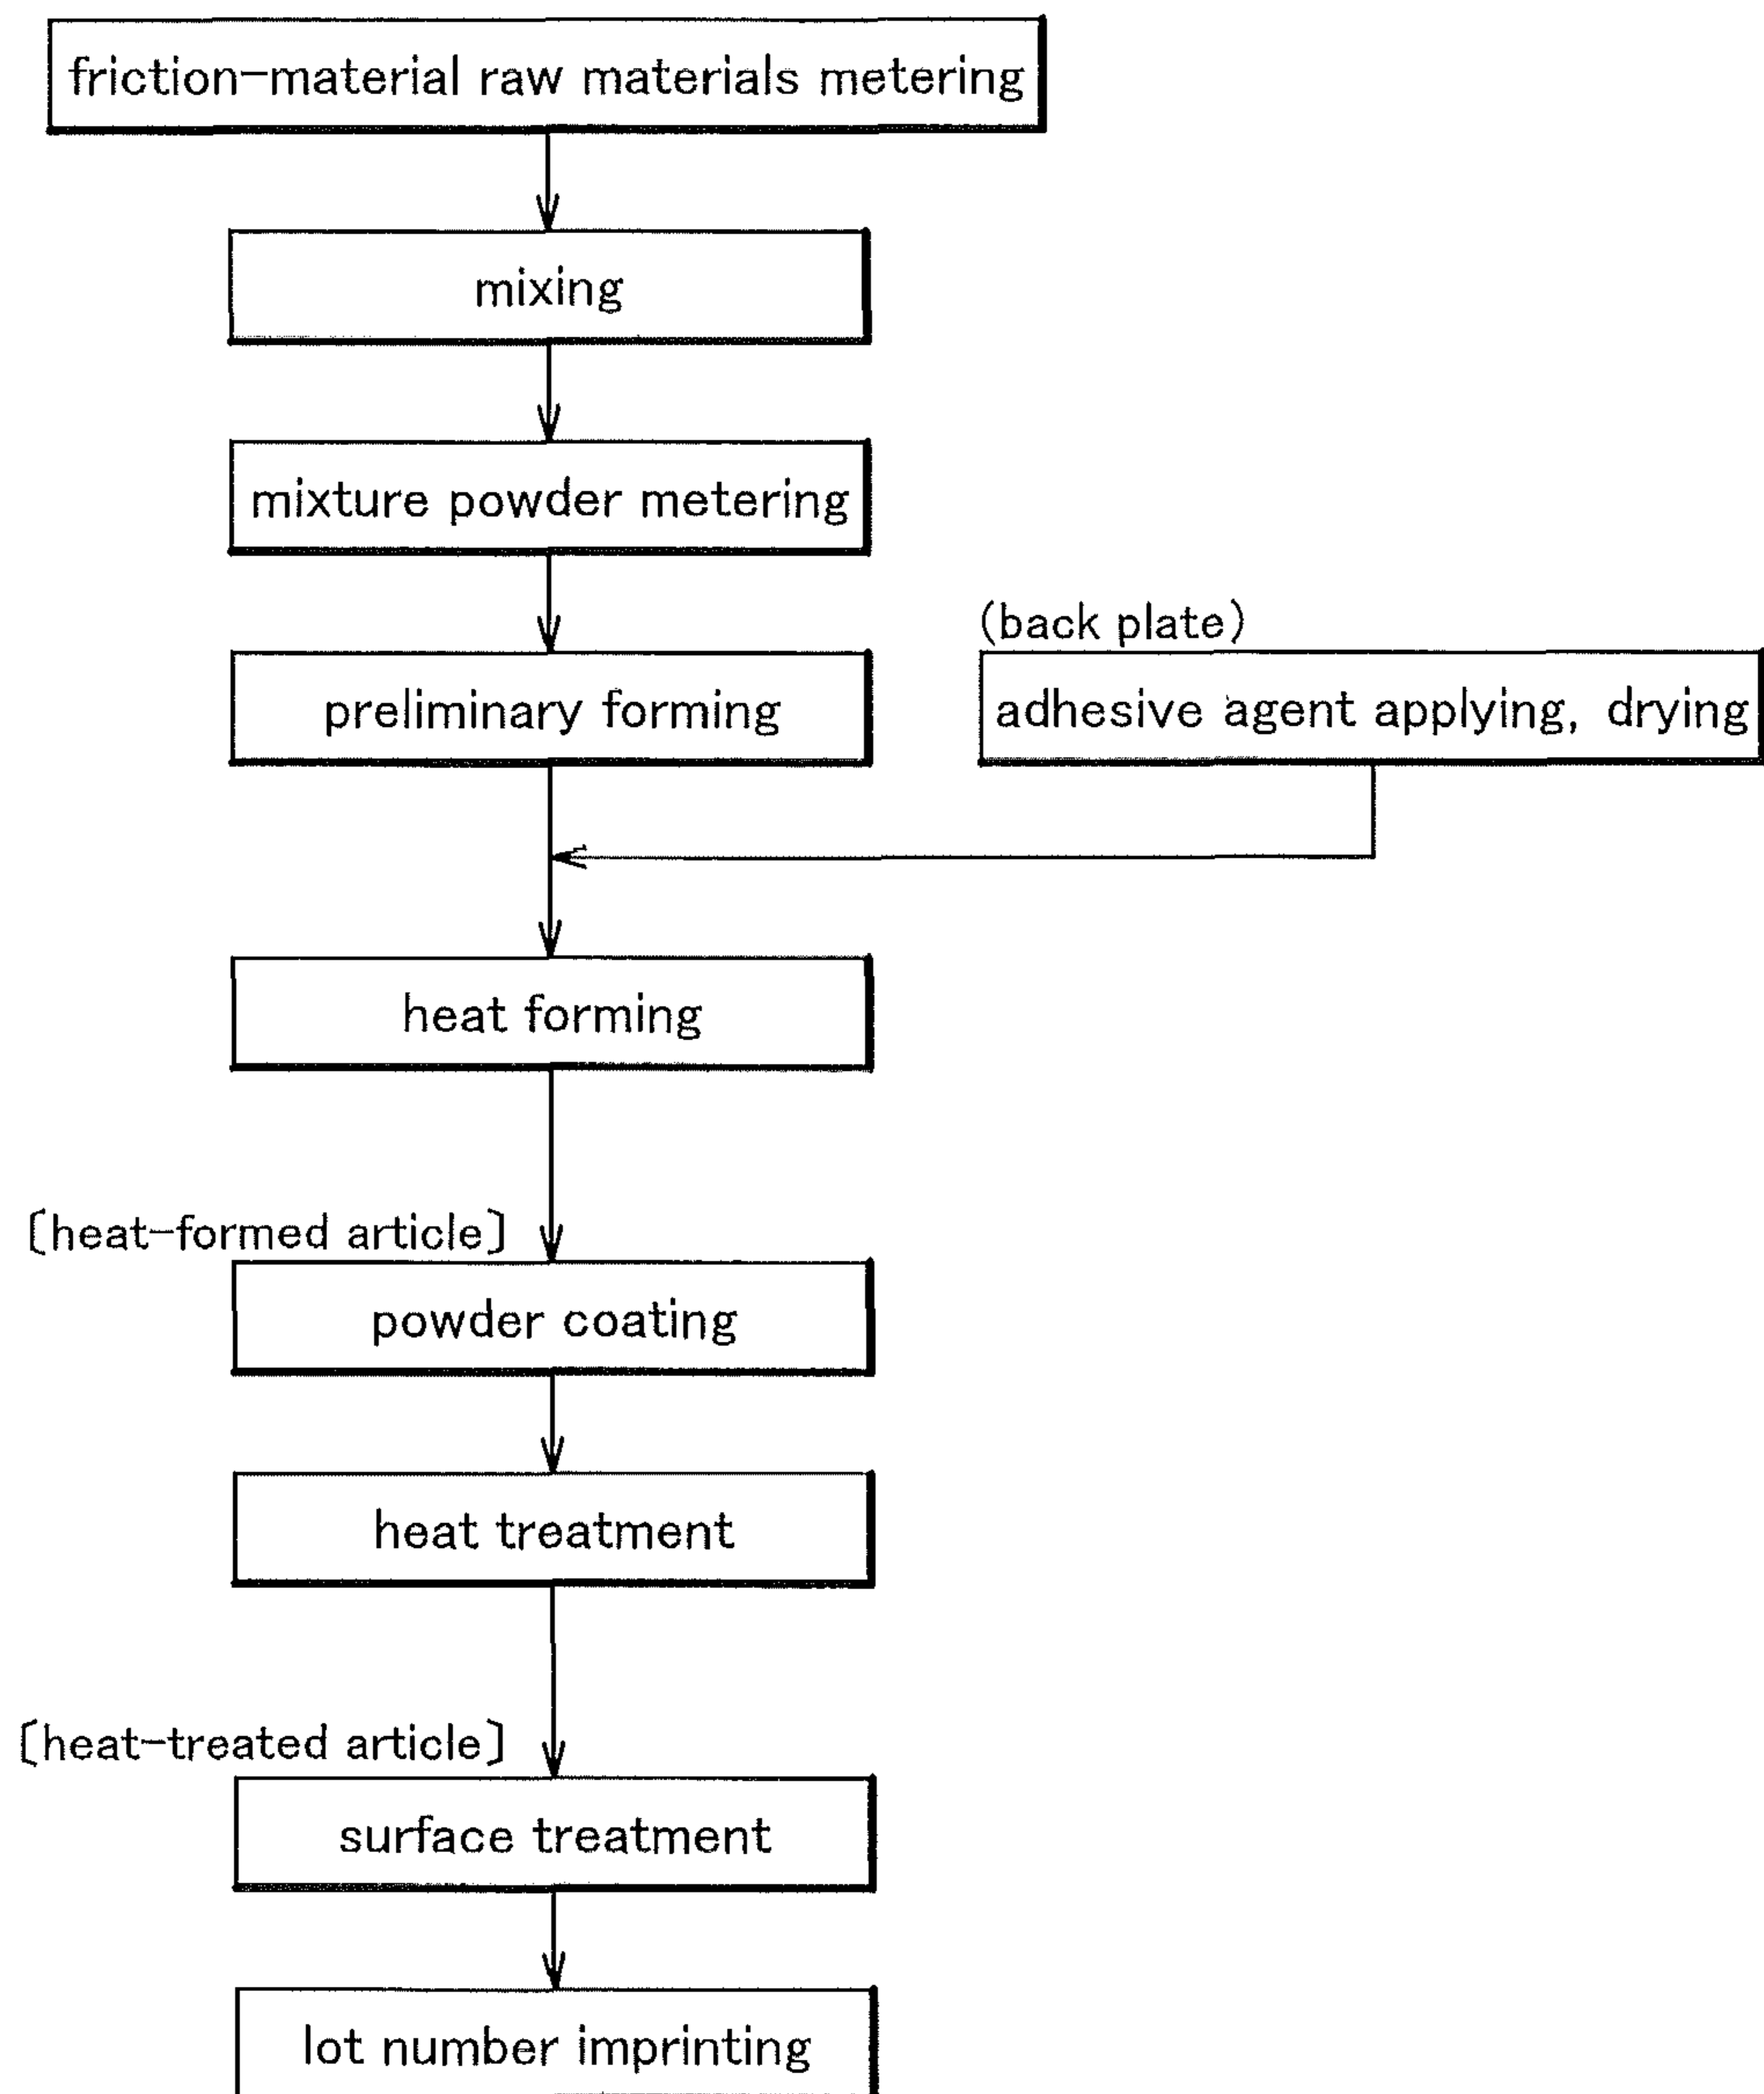 friction-material raw materials metering
mixing
mixture powder metering
(back plate)
preliminary forming
adhesive agent applying, drying
heat forming
[heat-formed article]
powder coating
heat treatment
[heat-treated article]
surface treatment
lot number imprinting